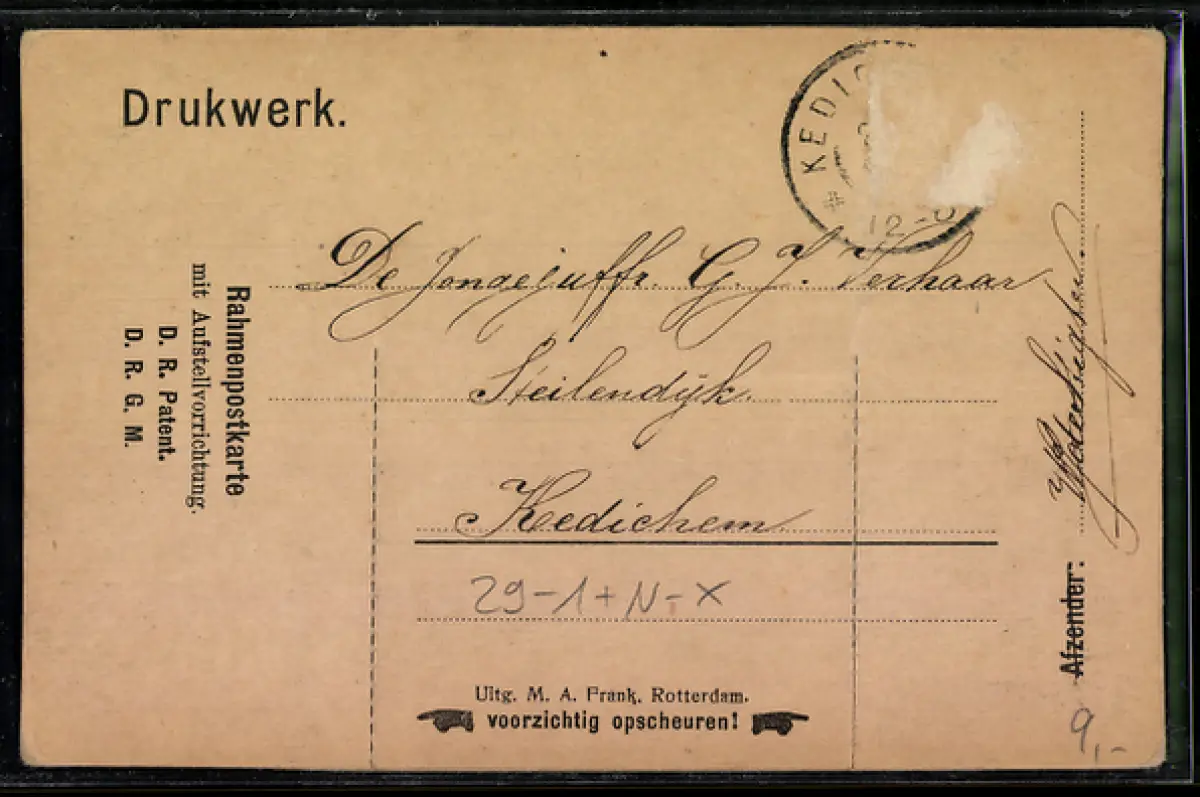 Drukwerk.
* KEDIC
12-
De Jongejuffr. G. J. Verhaar
Steilendijk.
Kedichem
29-1+N-X
Uitg. M. A. Frank, Rotterdam.
voorzichtig opscheuren!
Rahmenpostkarte
mit Aufstellvorrichtung.
D. R. Patent.
D. R. G. M.
Afzender:
9,-